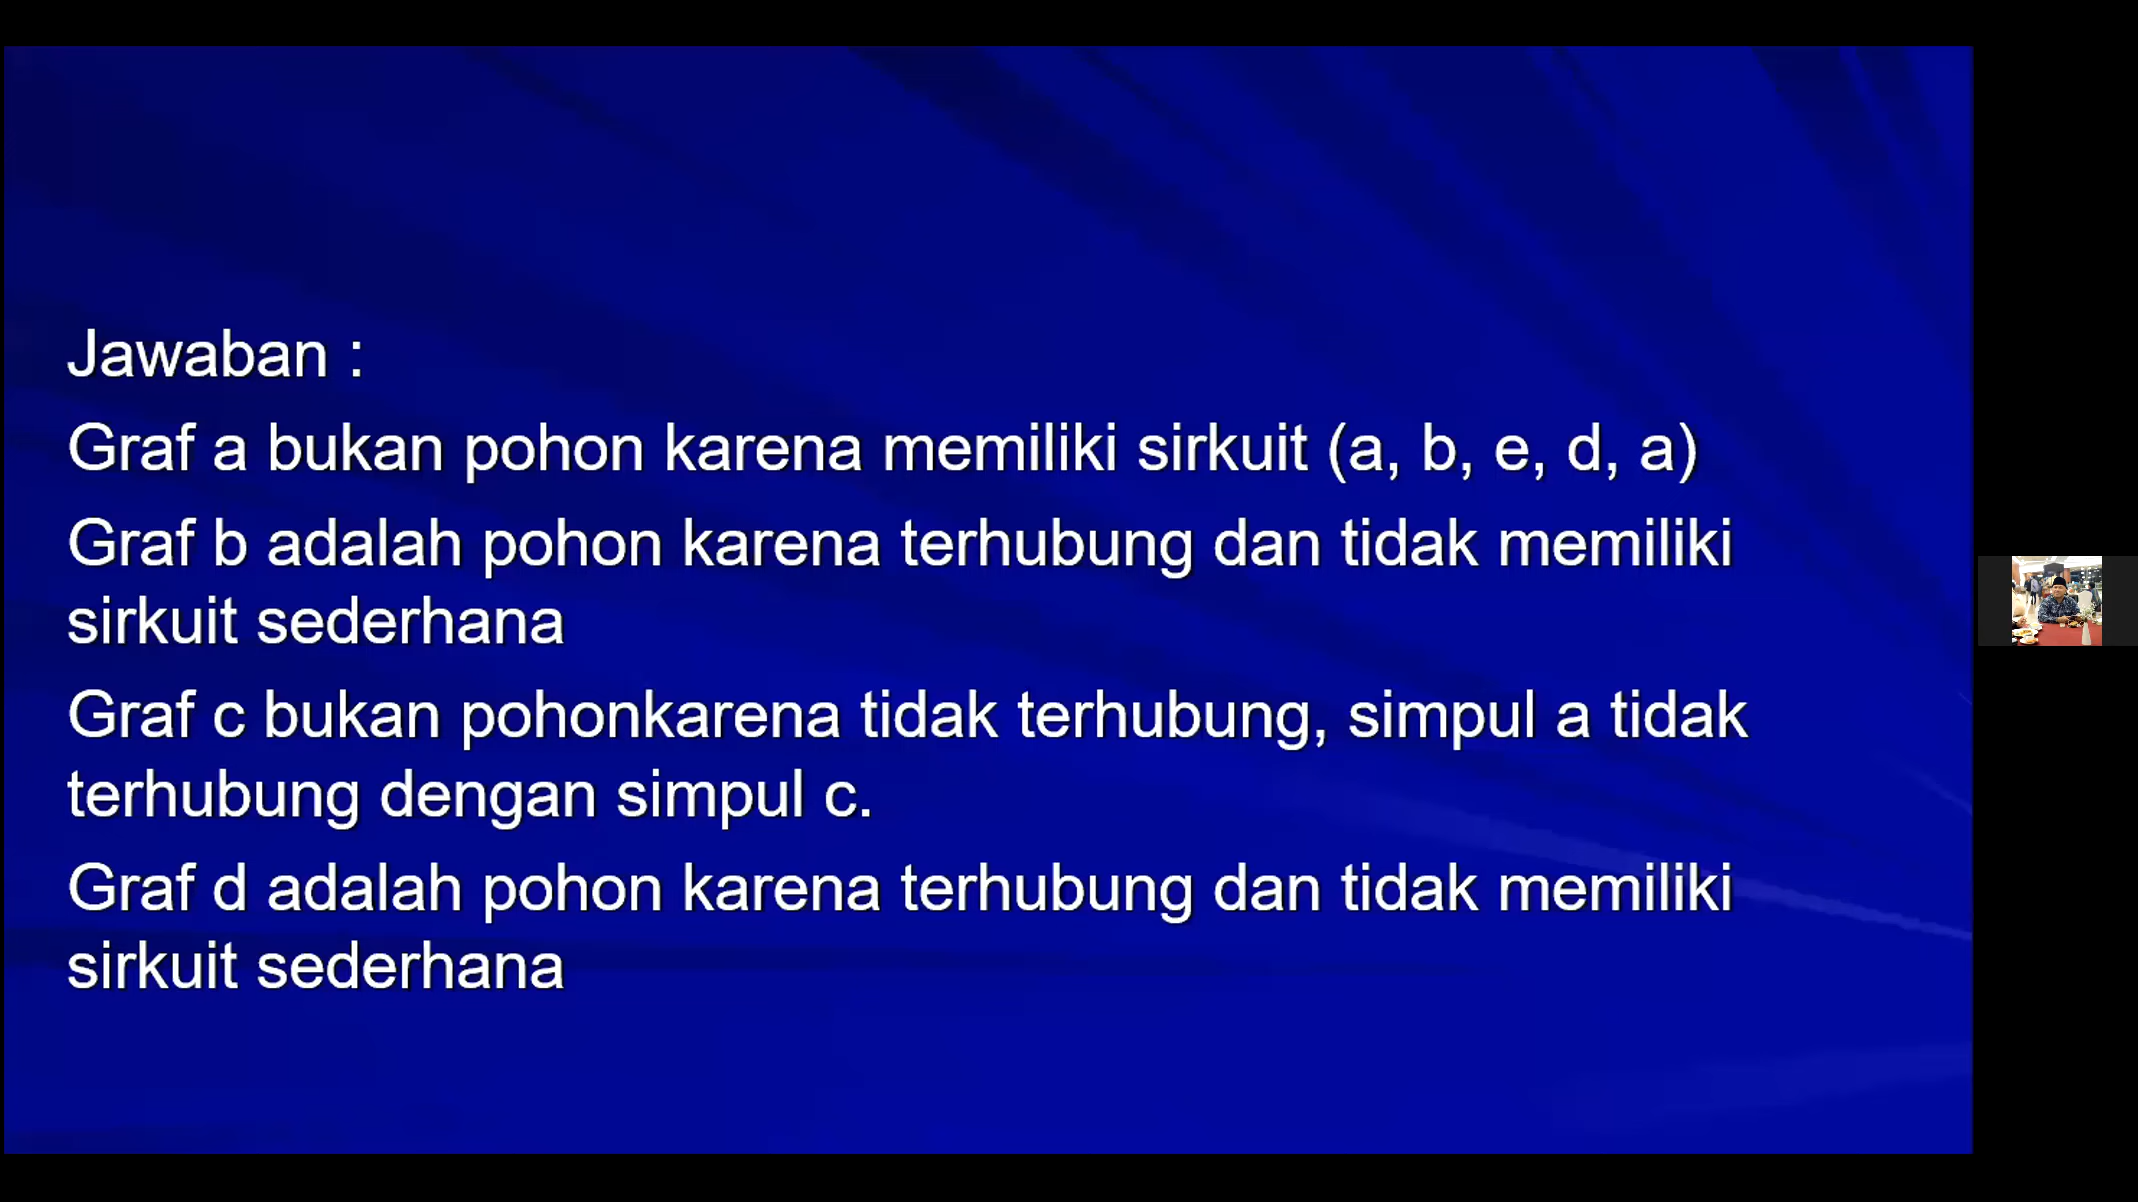 Jawaban :
Graf a bukan pohon karena memiliki sirkuit (a, b, e, d, a)
Graf b adalah pohon karena terhubung dan tidak memiliki
sirkuit sederhana
Graf c bukan pohonkarena tidak terhubung, simpul a tidak
terhubung dengan simpul c.
Graf d adalah pohon karena terhubung dan tidak memiliki
sirkuit sederhana